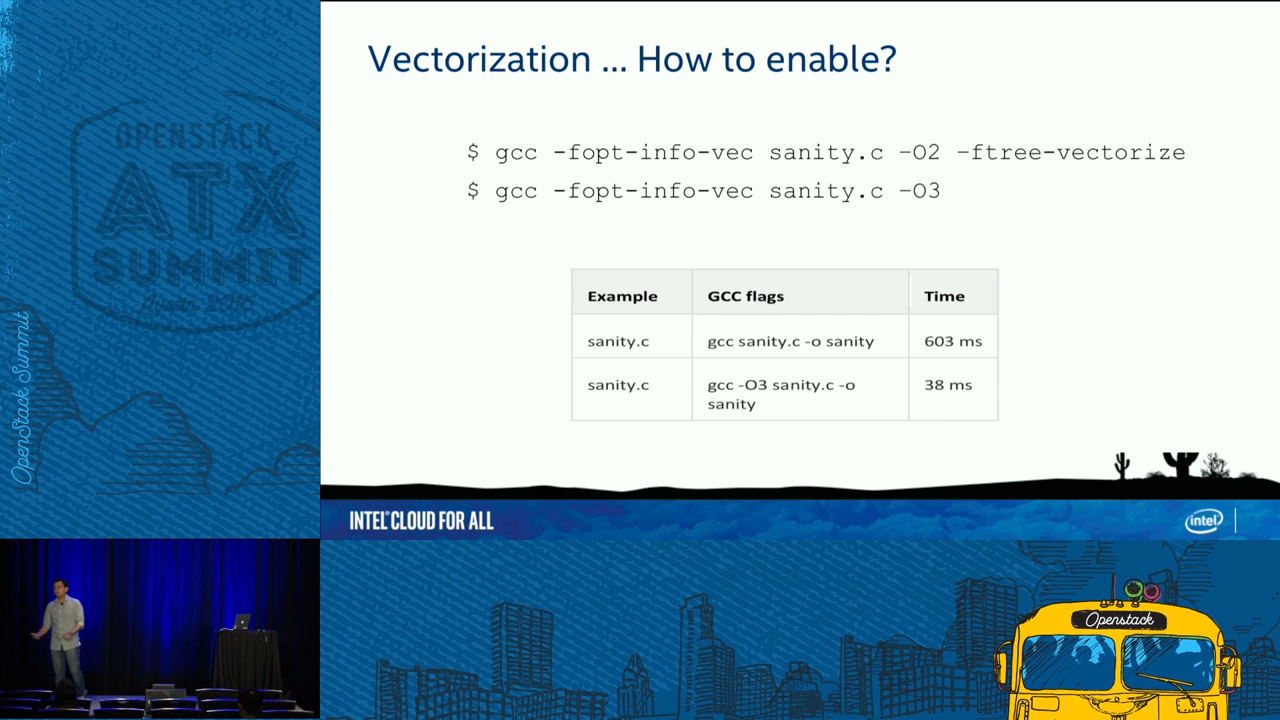 Vectorization ... How to enable?
$ gcc -fopt-info-vec sanity.c –O2 –ftree-vectorize
$ gcc -fopt-info-vec sanity.c –O3
Example GCC flags Time
sanity.c gcc sanity.c -o sanity 603 ms
sanity.c gcc -O3 sanity.c -o 38 ms
sanity
INTEL® CLOUD FOR ALL
intel
OPENSTACK
ATX
SUMMIT
Austin 2016
OpenStack Summit
Openstack